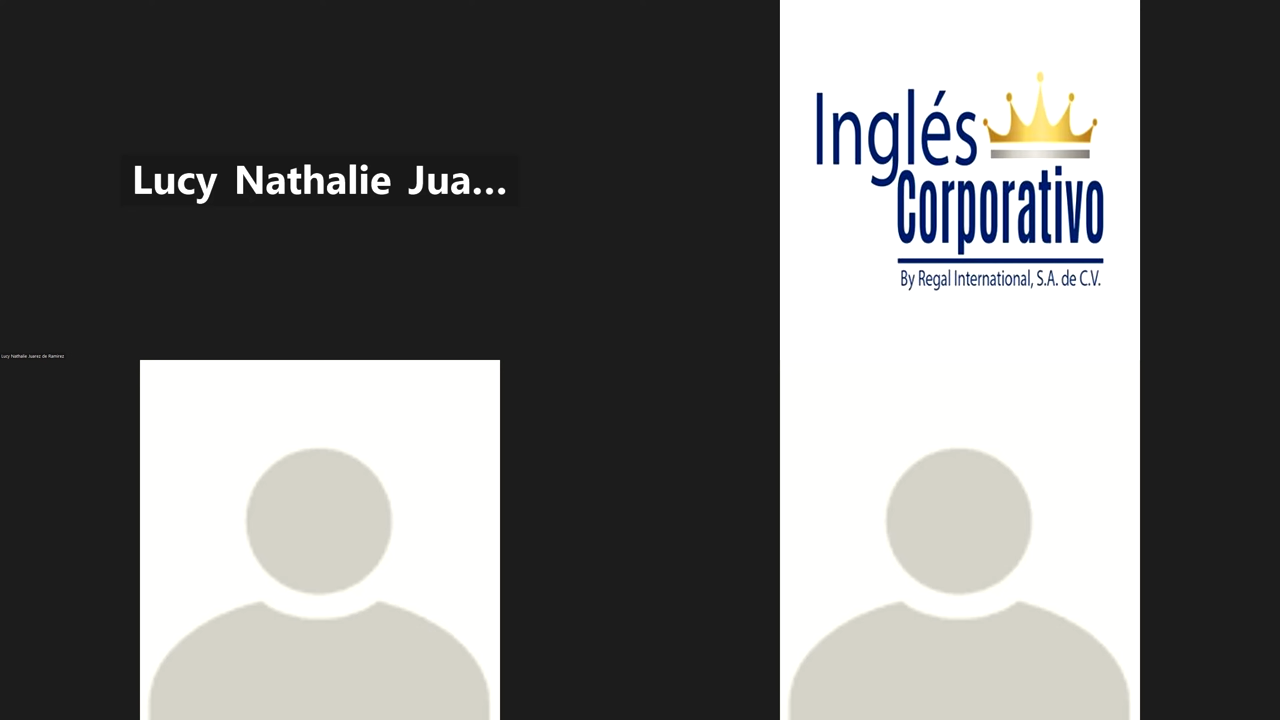 Lucy Nathalie Jua...
Inglés
Corporativo
By Regal International, S.A. de C.V.
Lucy Nathalie Juarez de Ramirez